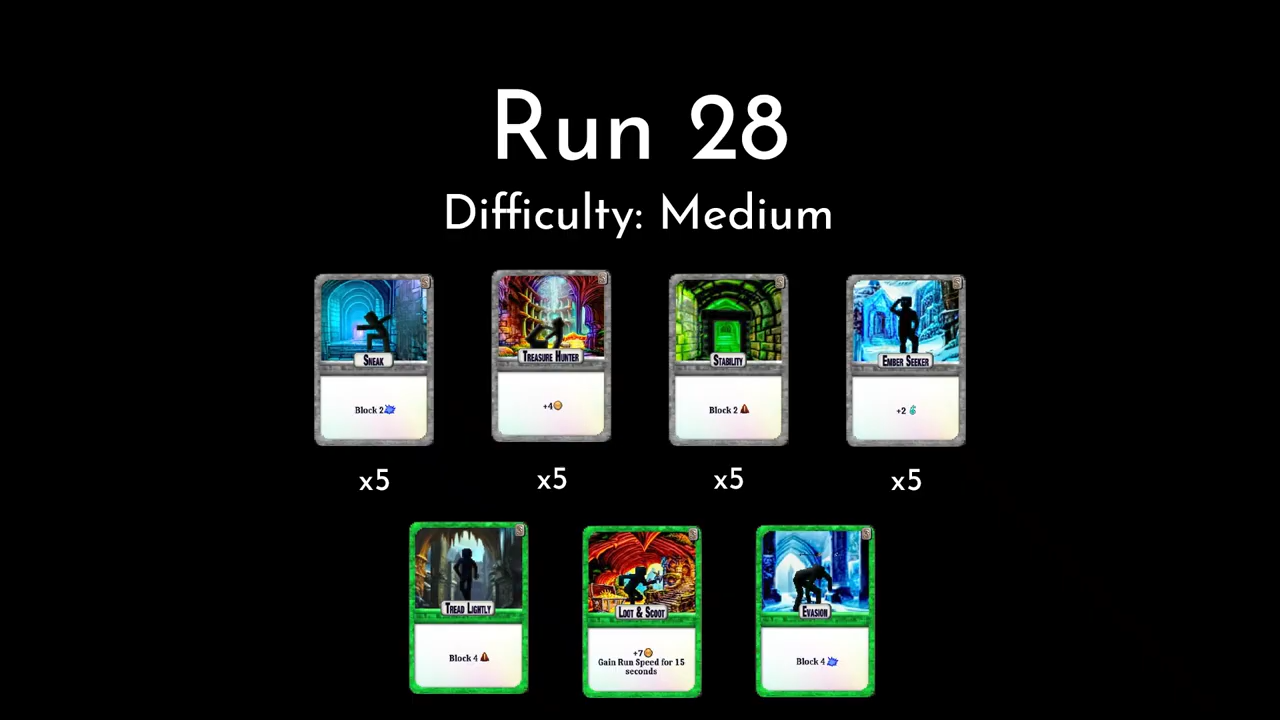 Run 28
Difficulty: Medium
SNEAK
TREASURE HUNTER
STABILITY
EMBER SEEKER
Block 2
+4
Block 2
+2
x5
x5
x5
x5
TREAD LIGHTLY
LOOT & SCOOT
EVASION
Block 4
+7
Gain Run Speed for 15
seconds
Block 4